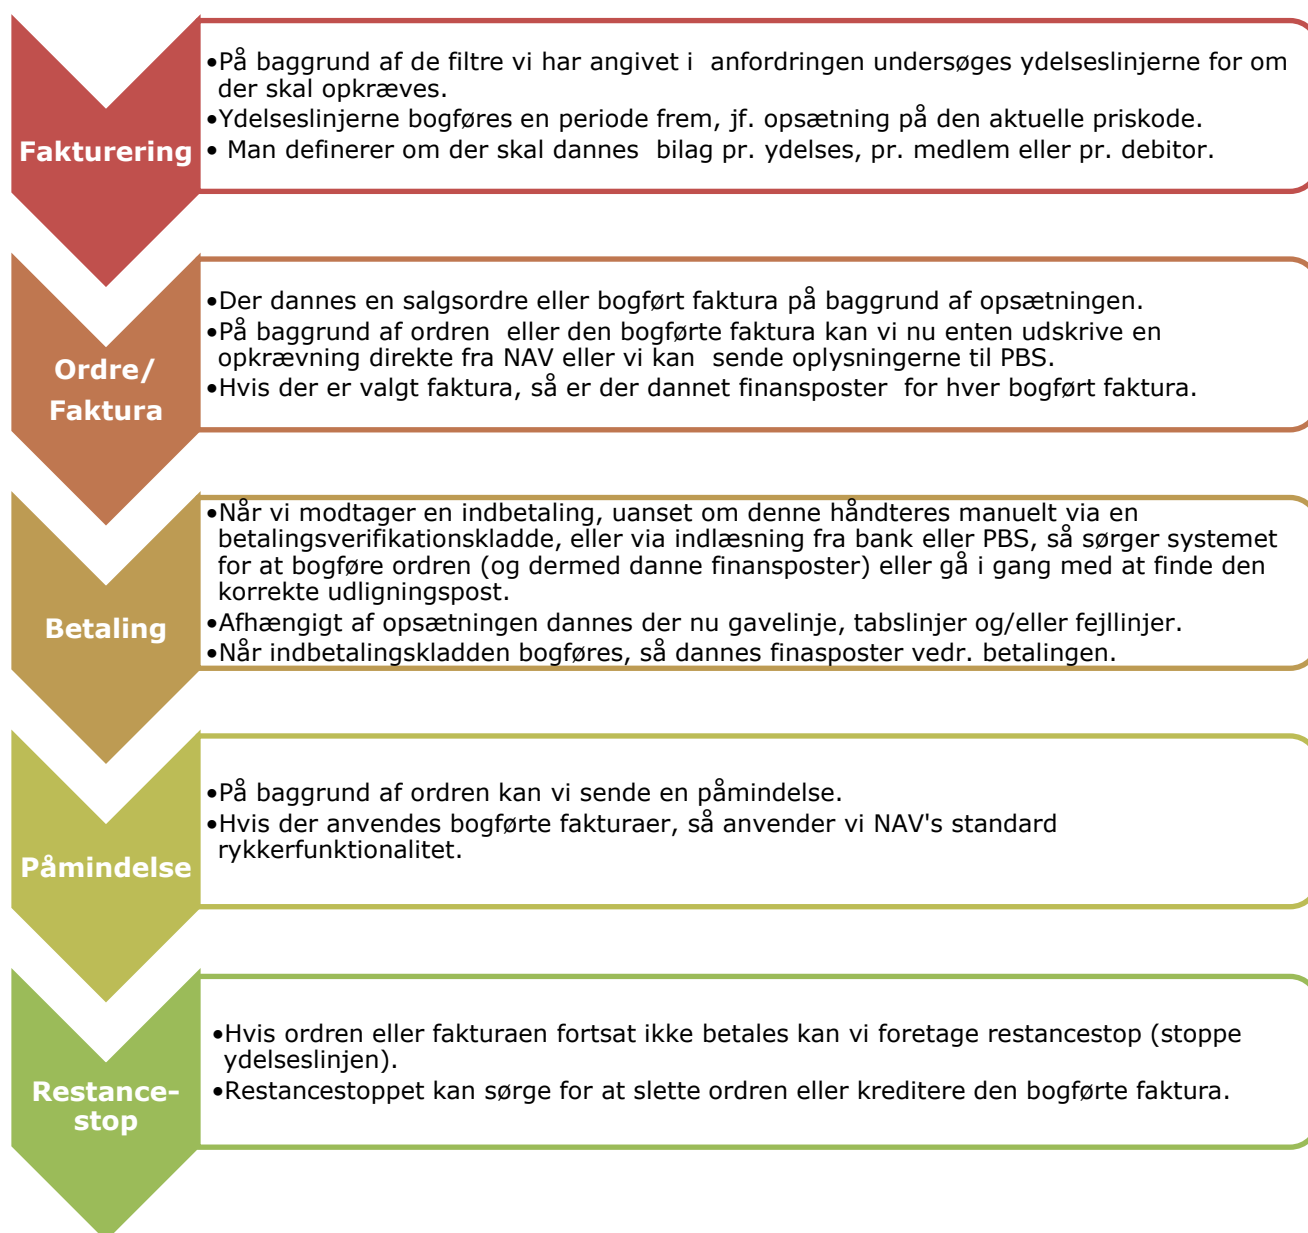 Fakturering
•På baggrund af de filtre vi har angivet i  anfordringen undersøges ydelseslinjerne for om
der skal opkræves.
•Ydelseslinjerne bogføres en periode frem, jf. opsætning på den aktuelle priskode.
• Man definerer om der skal dannes  bilag pr. ydelses, pr. medlem eller pr. debitor.
Ordre/
Faktura
•Der dannes en salgsordre eller bogført faktura på baggrund af opsætningen.
•På baggrund af ordren  eller den bogførte faktura kan vi nu enten udskrive en
opkrævning direkte fra NAV eller vi kan  sende oplysningerne til PBS.
•Hvis der er valgt faktura, så er der dannet finansposter  for hver bogført faktura.
Betaling
•Når vi modtager en indbetaling, uanset om denne håndteres manuelt via en
betalingsverifikationskladde, eller via indlæsning fra bank eller PBS, så sørger systemet
for at bogføre ordren (og dermed danne finansposter) eller gå i gang med at finde den
korrekte udligningspost.
•Afhængigt af opsætningen dannes der nu gavelinje, tabslinjer og/eller fejllinjer.
•Når indbetalingskladden bogføres, så dannes finasposter vedr. betalingen.
Påmindelse
•På baggrund af ordren kan vi sende en påmindelse.
•Hvis der anvendes bogførte fakturaer, så anvender vi NAV's standard
rykkerfunktionalitet.
Restance-
stop
•Hvis ordren eller fakturaen fortsat ikke betales kan vi foretage restancestop (stoppe
ydelseslinjen).
•Restancestoppet kan sørge for at slette ordren eller kreditere den bogførte faktura.